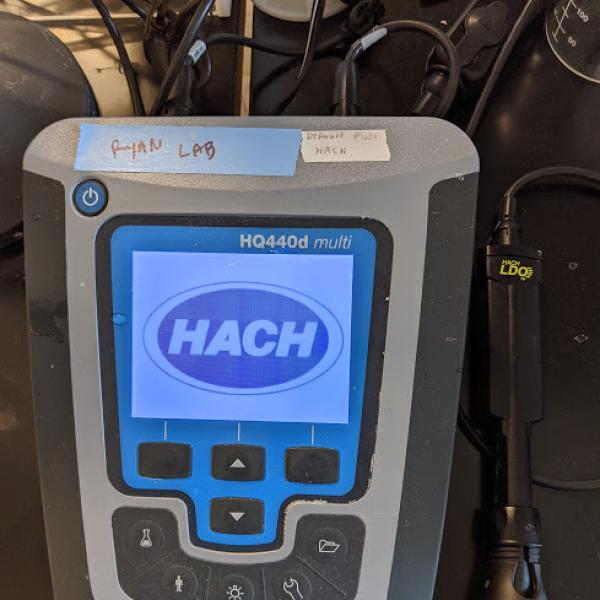 RYAN LAB
Default Pass:
HACH
HQ440d multi
HACH
HACH
LDO
100
50